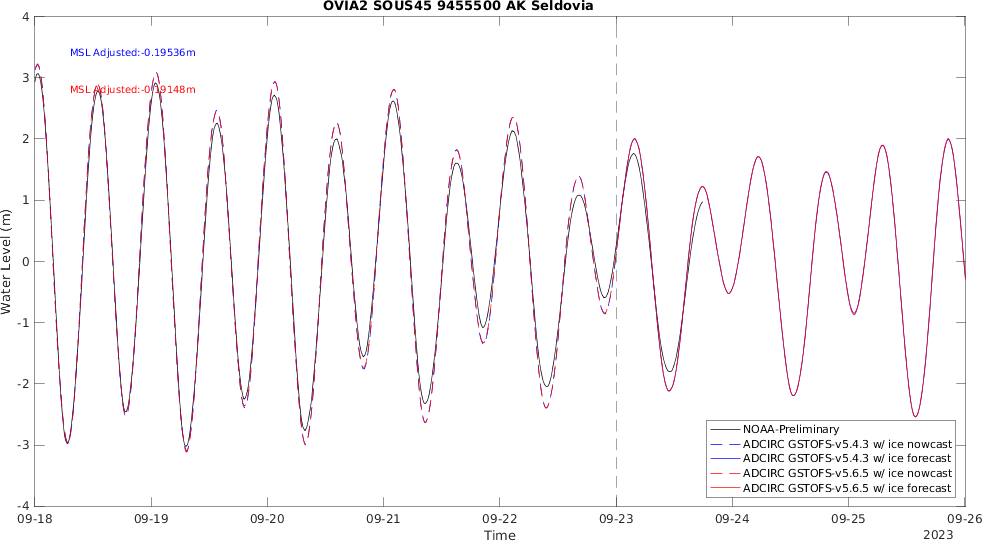 OVIA2 SOUS45 9455500 AK Seldovia
4
MSL Adjusted:-0.19536m
3
MSL Adjusted:-0.19148m
2
1
0
-1
-2
-3
-4
Water Level (m)
NOAA-Preliminary
ADCIRC GSTOFS-v5.4.3 w/ ice nowcast
ADCIRC GSTOFS-v5.4.3 w/ ice forecast
ADCIRC GSTOFS-v5.6.5 w/ ice nowcast
ADCIRC GSTOFS-v5.6.5 w/ ice forecast
09-18 09-19 09-20 09-21 09-22 09-23 09-24 09-25 09-26
Time
2023